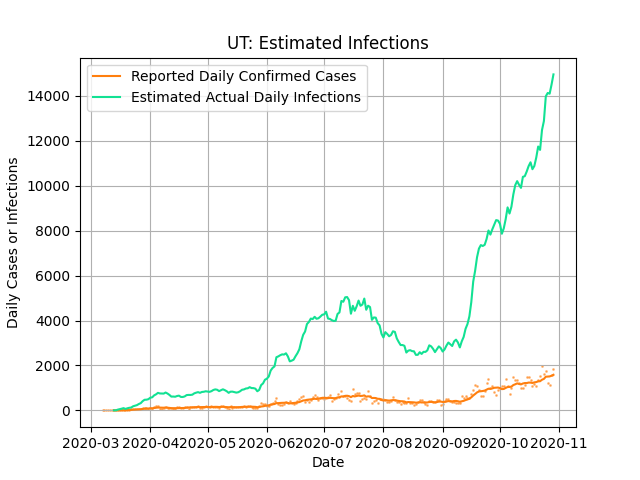 UT: Estimated Infections
Reported Daily Confirmed Cases
Estimated Actual Daily Infections
Daily Cases or Infections
14000
12000
10000
8000
6000
4000
2000
0
2020-03 2020-04 2020-05 2020-06 2020-07 2020-08 2020-09 2020-10 2020-11
Date